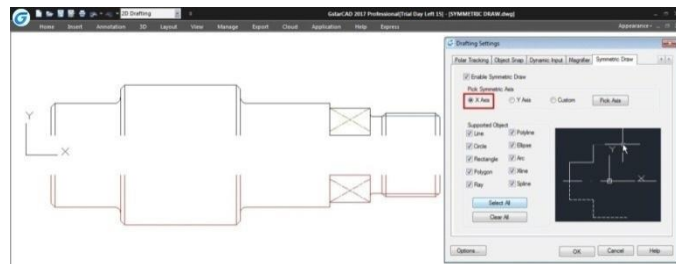 2D Drafting
GstarCAD 2017 Professional[Trial Day Left 15] - [SYMMETRIC DRAW.dwg]
Home Insert Annotation 3D Layout View Manage Export Cloud Application Help Express
Appearance
Drafting Settings
Polar Tracking Object Snap Dynamic Input Magnifier Symmetric Draw
Enable Symmetric Draw
Pick Symmetric Axis
X Axis Y Axis Custom Pick Axis
Supported Object
Line Polyline
Circle Ellipse
Rectangle Arc
Polygon Xline
Ray Spline
Select All
Clear All
Y
X
Y
X
Options... OK Cancel Help